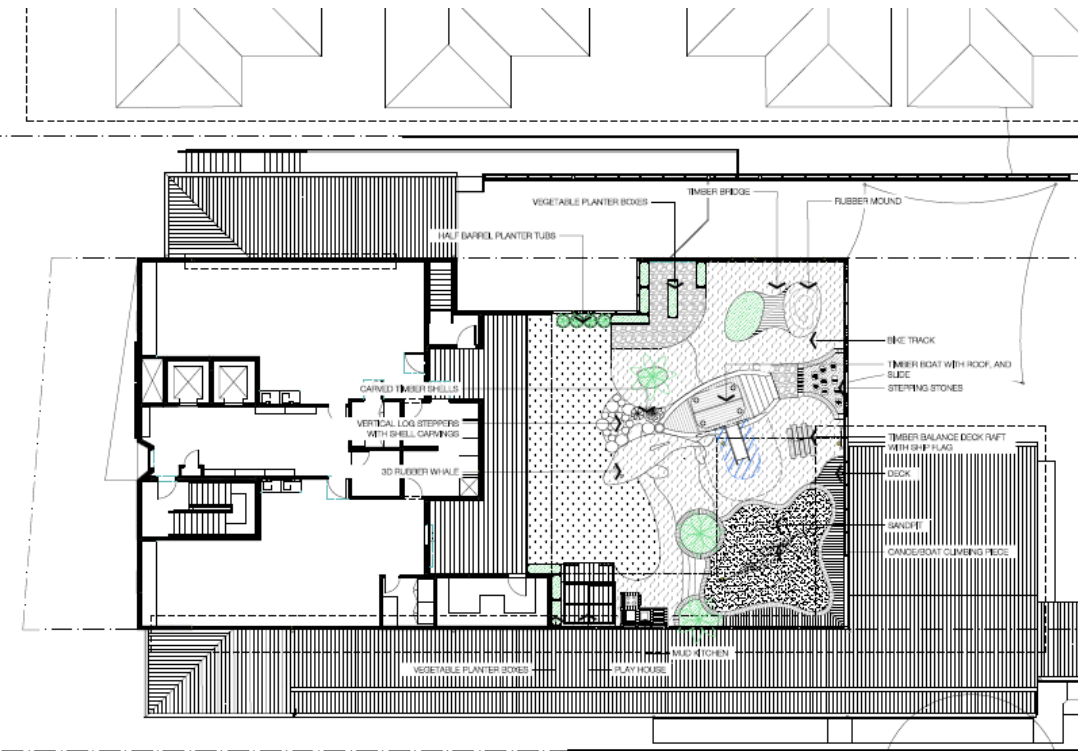 TIMBER BRIDGE
VEGETABLE PLANTER BOXES
RUBBER MOUND
HALF BARREL PLANTER TUBS
BIKE TRACK
TIMBER BOAT WITH ROOF, AND
SLIDE
STEPPING STONES
CARVED TIMBER SHELLS
VERTICAL LOG STEPPERS
WITH SHELL CARVINGS
TIMBER BALANCE DECK RAFT
WITH SHIP FLAG
3D RUBBER WHALE
DECK
SANDPIT
CANOE/BOAT CLIMBING PIECE
MUD KITCHEN
VEGETABLE PLANTER BOXES
PLAY HOUSE